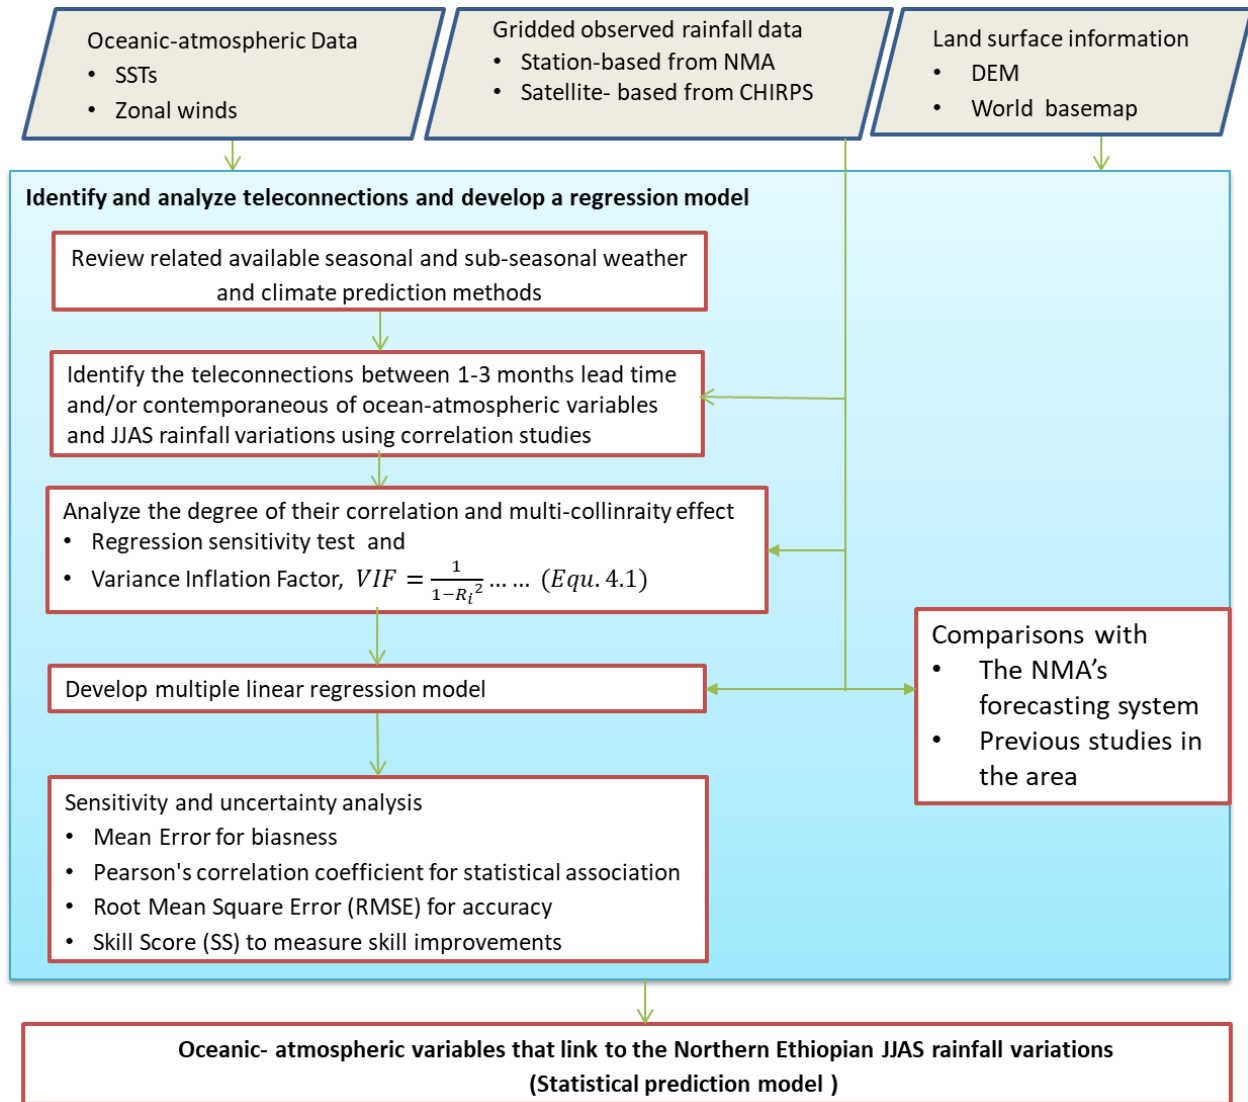 Oceanic-atmospheric Data
• SSTs
• Zonal winds
Gridded observed rainfall data
• Station-based from NMA
• Satellite- based from CHIRPS
Land surface information
• DEM
• World basemap
Identify and analyze teleconnections and develop a regression model
Review related available seasonal and sub-seasonal weather
and climate prediction methods
Identify the teleconnections between 1-3 months lead time
and/or contemporaneous of ocean-atmospheric variables
and JJAS rainfall variations using correlation studies
Analyze the degree of their correlation and multi-collinraity effect
• Regression sensitivity test and
• Variance Inflation Factor, VIF = 1/(1−Rᵢ²) … … (Equ. 4.1)
Develop multiple linear regression model
Comparisons with
• The NMA’s
forecasting system
• Previous studies in
the area
Sensitivity and uncertainty analysis
• Mean Error for biasness
• Pearson's correlation coefficient for statistical association
• Root Mean Square Error (RMSE) for accuracy
• Skill Score (SS) to measure skill improvements
Oceanic- atmospheric variables that link to the Northern Ethiopian JJAS rainfall variations
(Statistical prediction model )